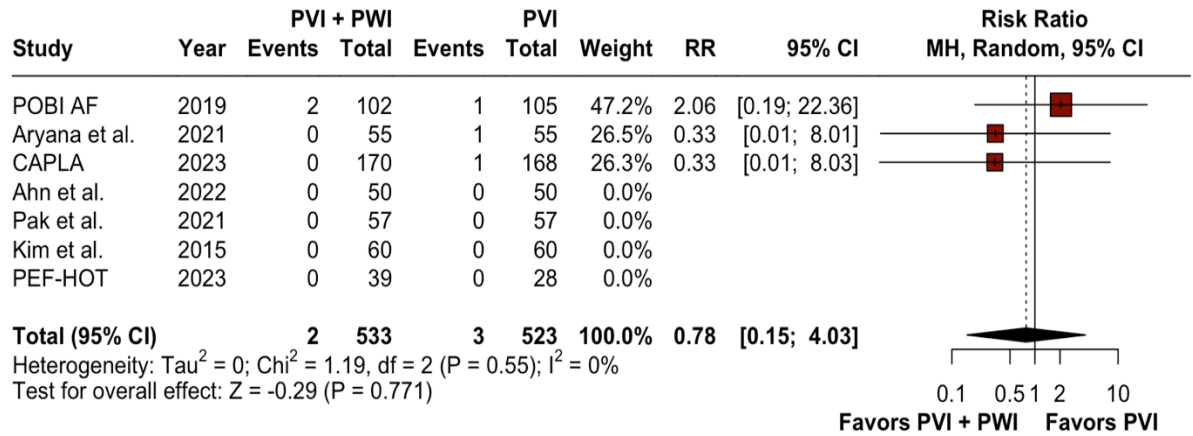 PVI + PWI PVI Risk Ratio
Study Year Events Total Events Total Weight RR 95% CI MH, Random, 95% CI
POBI AF 2019 2 102 1 105 47.2% 2.06 [0.19; 22.36]
Aryana et al. 2021 0 55 1 55 26.5% 0.33 [0.01; 8.01]
CAPLA 2023 0 170 1 168 26.3% 0.33 [0.01; 8.03]
Ahn et al. 2022 0 50 0 50 0.0%
Pak et al. 2021 0 57 0 57 0.0%
Kim et al. 2015 0 60 0 60 0.0%
PEF-HOT 2023 0 39 0 28 0.0%
Total (95% CI) 2 533 3 523 100.0% 0.78 [0.15; 4.03]
Heterogeneity: Tau² = 0; Chi² = 1.19, df = 2 (P = 0.55); I² = 0%
Test for overall effect: Z = -0.29 (P = 0.771)
0.1 0.5 1 2 10
Favors PVI + PWI Favors PVI